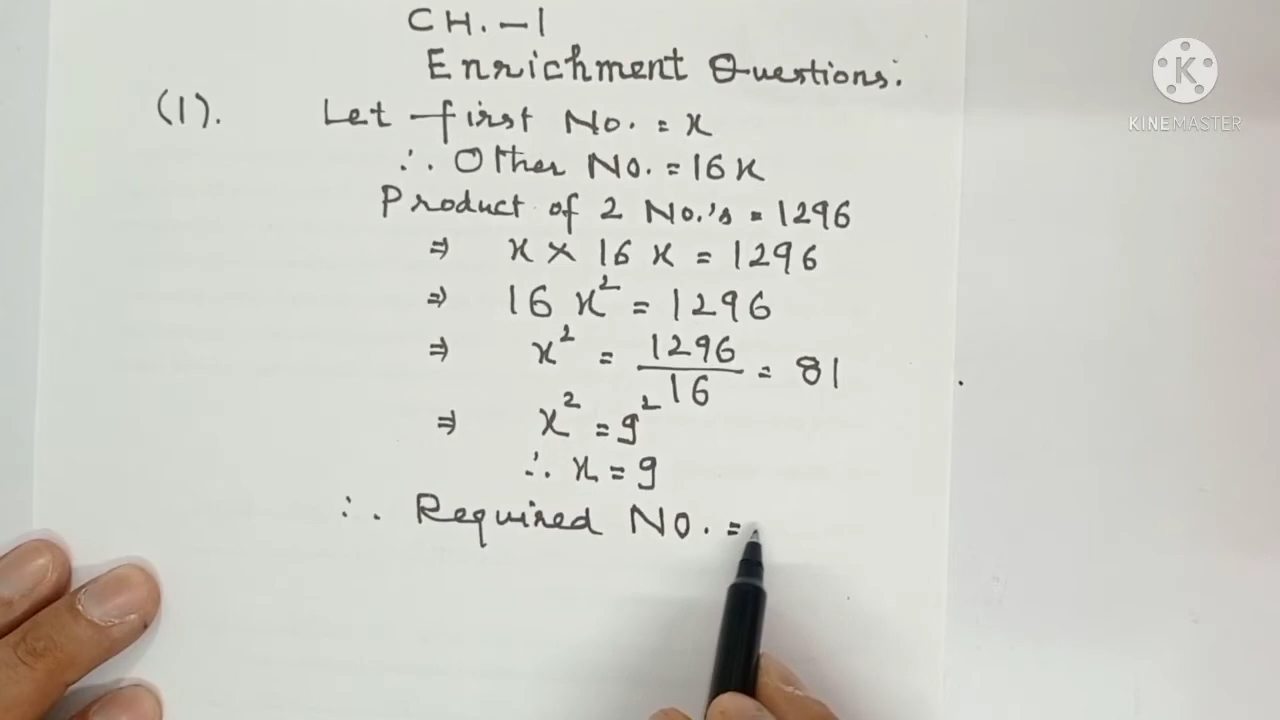 CH.-1
Enrichment Questions:
(1). Let first No. = x
∴ Other No. = 16x
Product of 2 No.'s = 1296
⇒ x × 16 x = 1296
⇒ 16 x² = 1296
⇒ x² = 1296/16 = 81
⇒ x² = 9²
∴ x = 9
∴ Required No. =
K
KINEMASTER